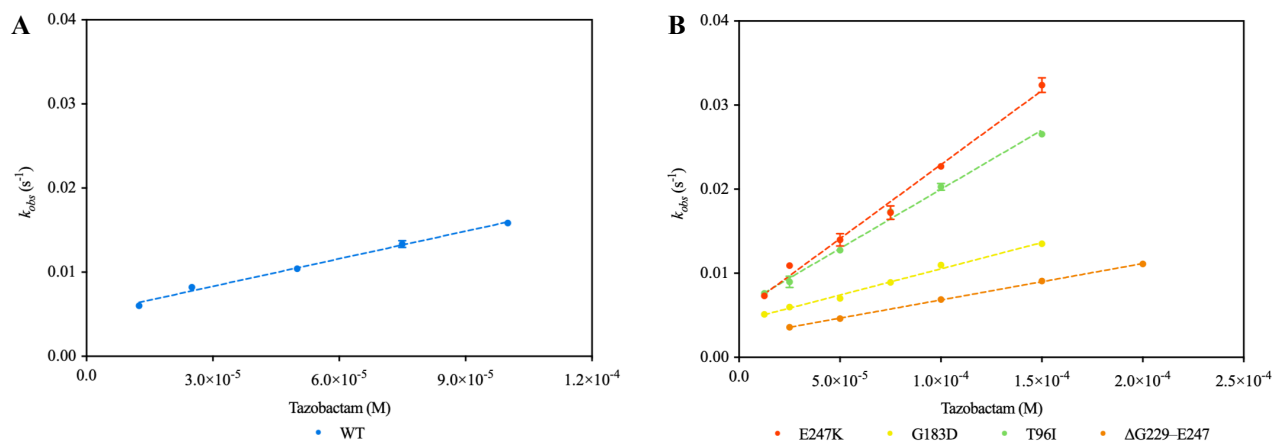 A
0.04
0.03
0.02
0.01
0.00
k_obs (s⁻¹)
0.0
3.0×10⁻⁵
6.0×10⁻⁵
9.0×10⁻⁵
1.2×10⁻⁴
Tazobactam (M)
WT
B
0.04
0.03
0.02
0.01
0.00
k_obs (s⁻¹)
0.0
5.0×10⁻⁵
1.0×10⁻⁴
1.5×10⁻⁴
2.0×10⁻⁴
2.5×10⁻⁴
Tazobactam (M)
E247K G183D T96I ΔG229–E247